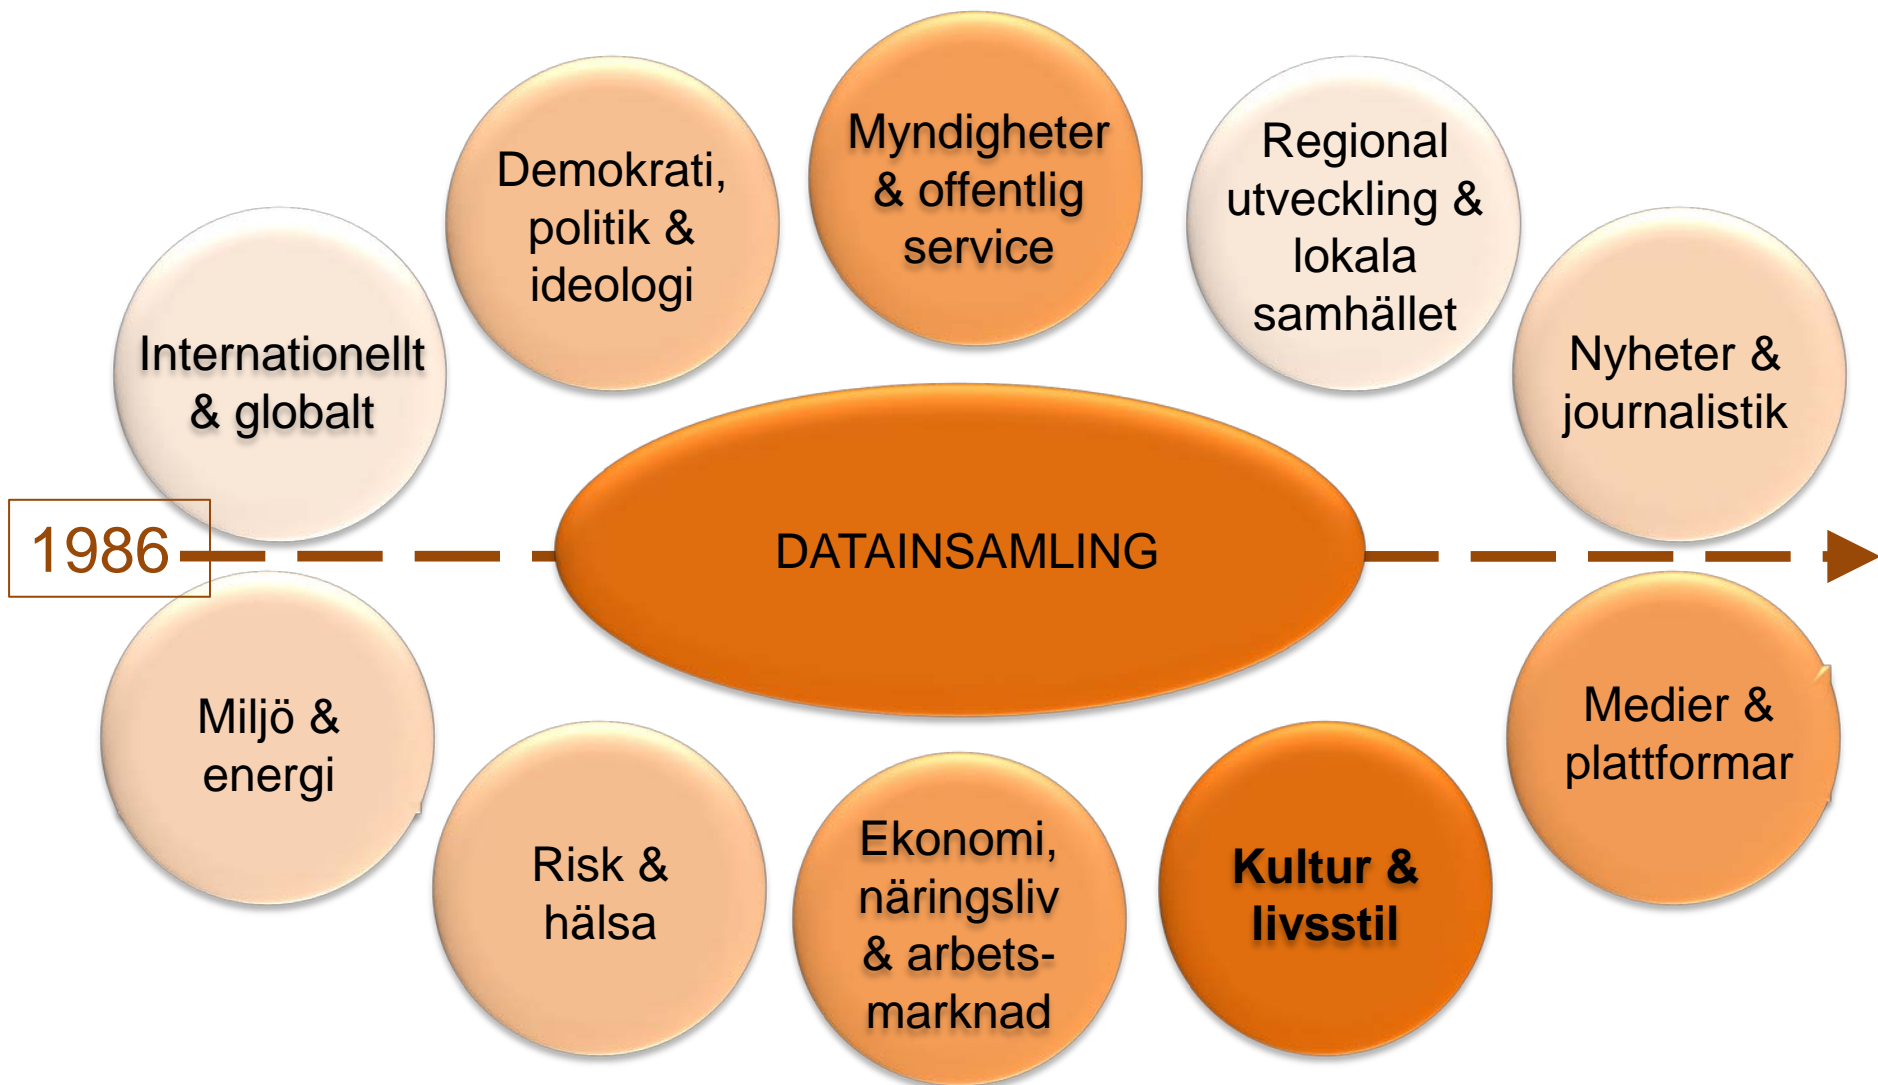 Internationellt
& globalt
Demokrati,
politik &
ideologi
Myndigheter
& offentlig
service
Regional
utveckling &
lokala
samhället
Nyheter &
journalistik
1986
DATAINSAMLING
Miljö &
energi
Risk &
hälsa
Ekonomi,
näringsliv
& arbets-
marknad
Kultur &
livsstil
Medier &
plattformar